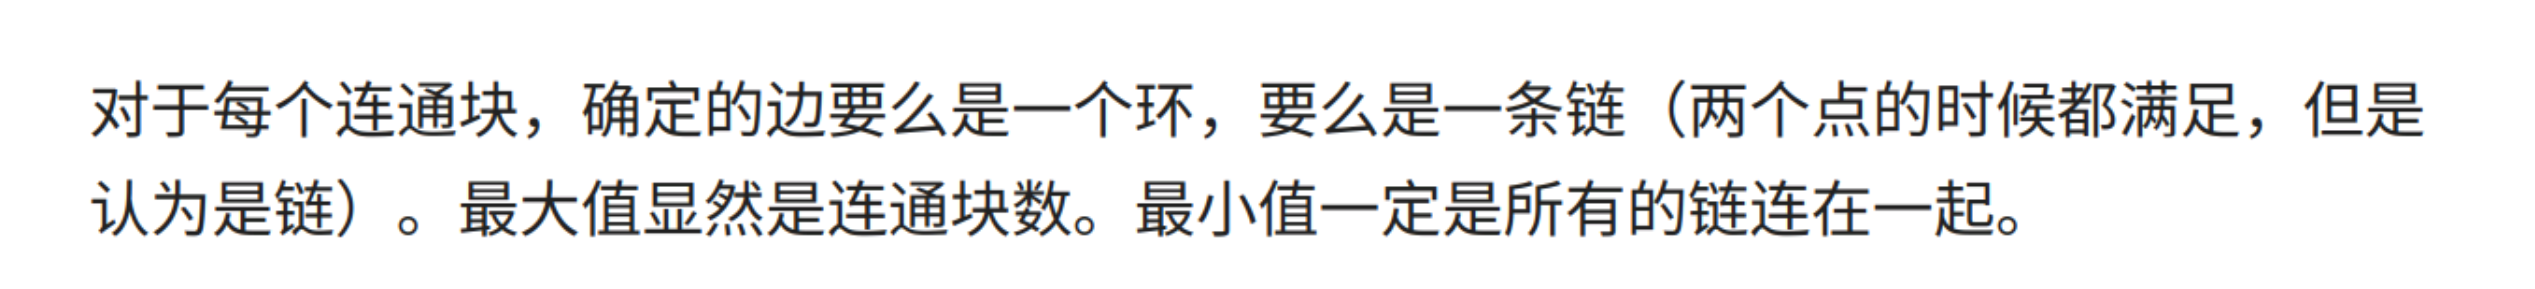 对于每个连通块，确定的边要么是一个环，要么是一条链（两个点的时候都满足，但是
认为是链）。最大值显然是连通块数。最小值一定是所有的链连在一起。